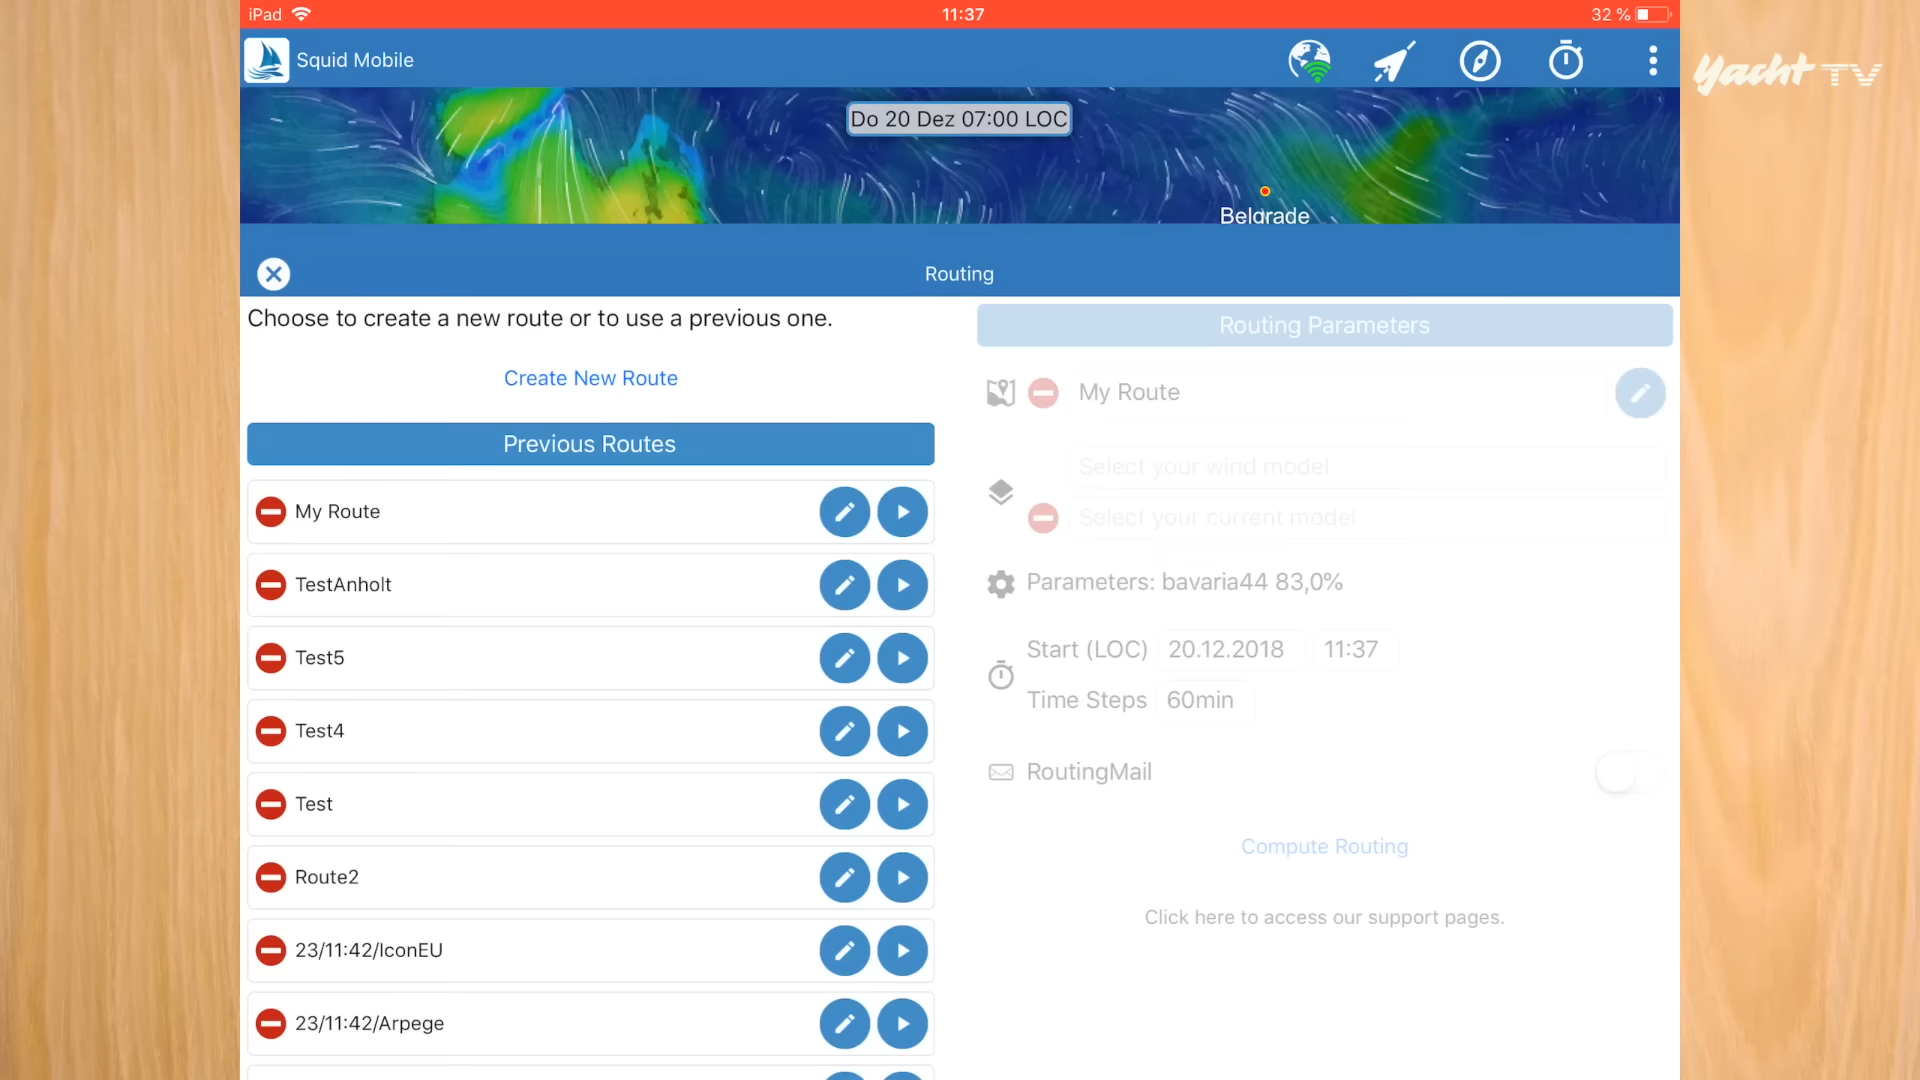 iPad
11:37
32 %
Squid Mobile
Yacht TV
Do 20 Dez 07:00 LOC
Belgrade
Routing
Choose to create a new route or to use a previous one.
Create New Route
Previous Routes
My Route
TestAnholt
Test5
Test4
Test
Route2
23/11:42/IconEU
23/11:42/Arpege
Routing Parameters
My Route
Select your wind model
Select your current model
Parameters: bavaria44 83,0%
Start (LOC) 20.12.2018 11:37
Time Steps 60min
RoutingMail
Compute Routing
Click here to access our support pages.